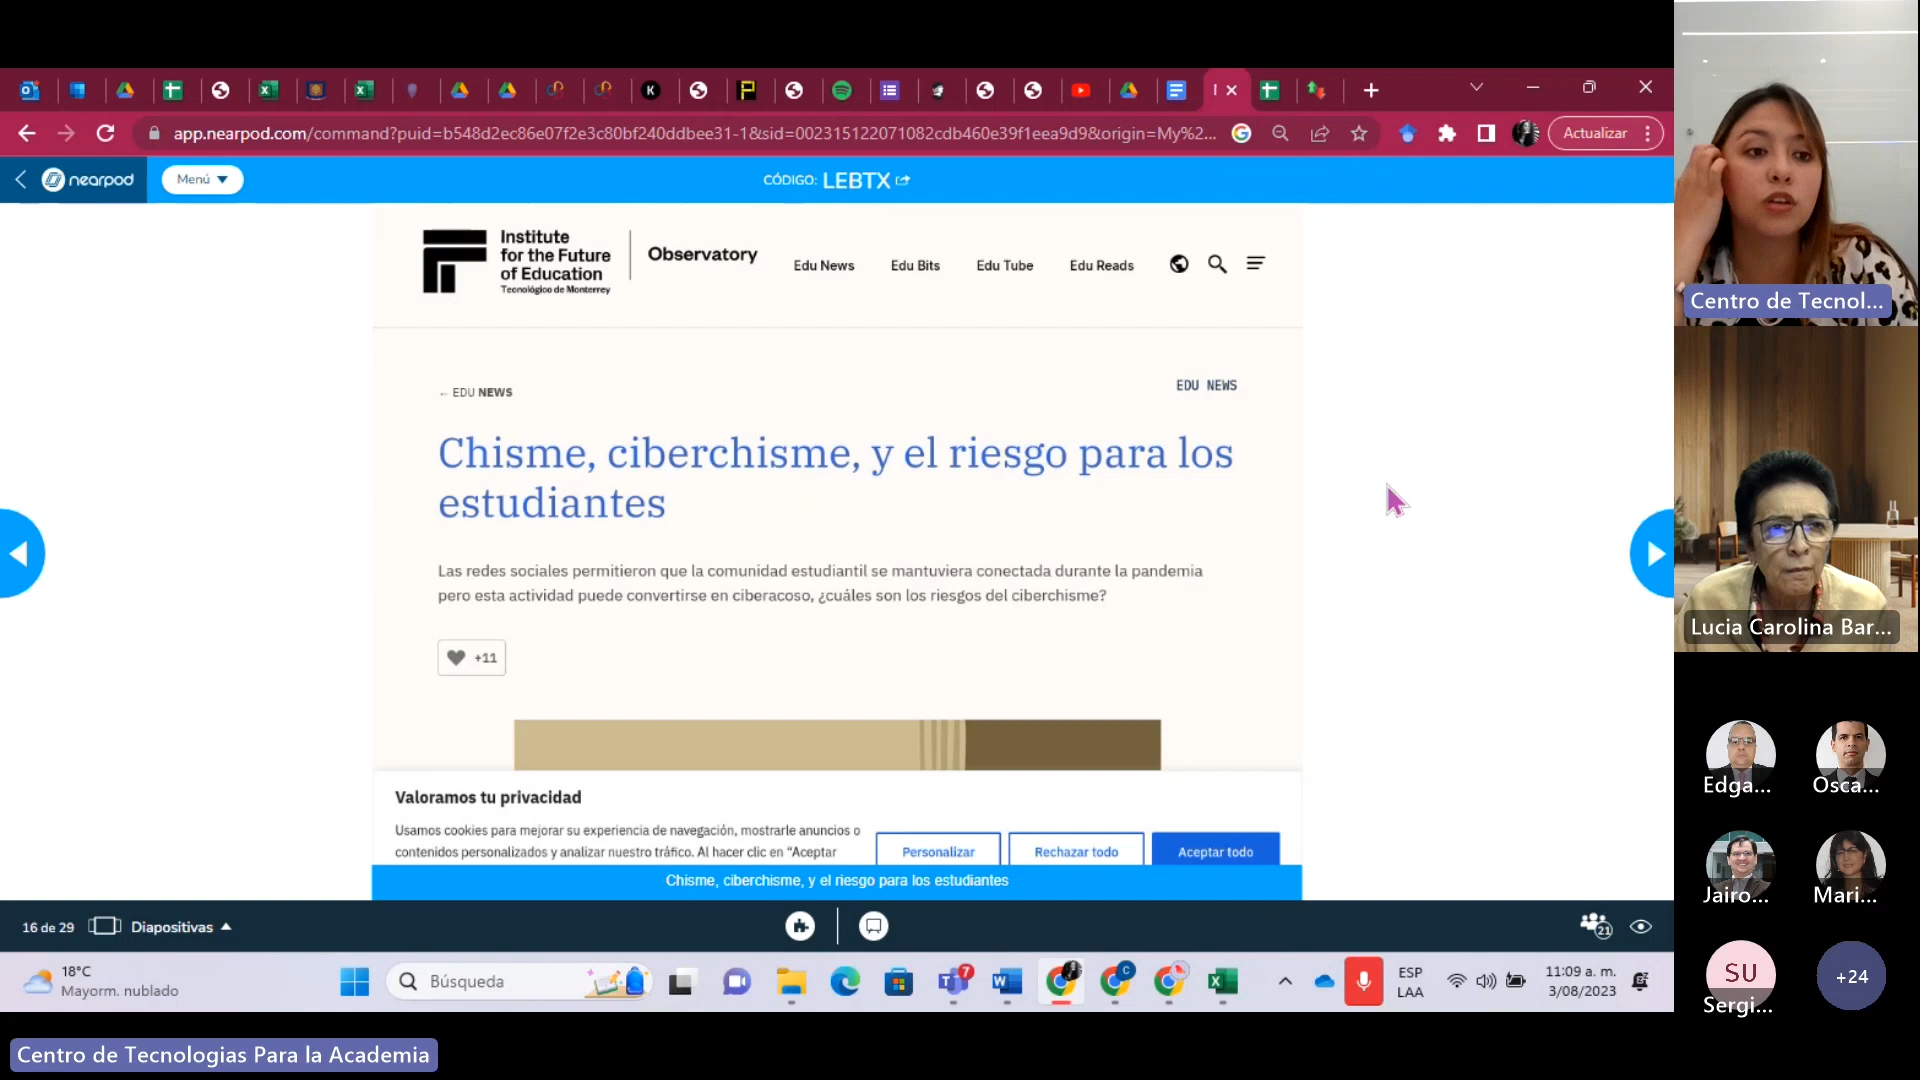 app.nearpod.com/command?puid=b548d2ec86e07f2e3c80bf240ddbee31-1&sid=002315122071082cdb460e39f1eea9d9&origin=My%2...
Actualizar
nearpod
Menú
CÓDIGO: LEBTX
Institute
for the Future
of Education
Tecnológico de Monterrey
Observatory
Edu News
Edu Bits
Edu Tube
Edu Reads
← EDU NEWS
EDU NEWS
Chisme, ciberchisme, y el riesgo para los
estudiantes
Las redes sociales permitieron que la comunidad estudiantil se mantuviera conectada durante la pandemia
pero esta actividad puede convertirse en ciberacoso, ¿cuáles son los riesgos del ciberchisme?
+11
Valoramos tu privacidad
Usamos cookies para mejorar su experiencia de navegación, mostrarle anuncios o
contenidos personalizados y analizar nuestro tráfico. Al hacer clic en “Aceptar
Personalizar
Rechazar todo
Aceptar todo
Chisme, ciberchisme, y el riesgo para los estudiantes
16 de 29
Diapositivas
21
18°C
Mayorm. nublado
Búsqueda
7
C
ESP
LAA
11:09 a. m.
3/08/2023
Centro de Tecnologias Para la Academia
Centro de Tecnol...
Lucia Carolina Bar...
Edga...
Osca...
Jairo...
Mari...
SU
Sergi...
+24